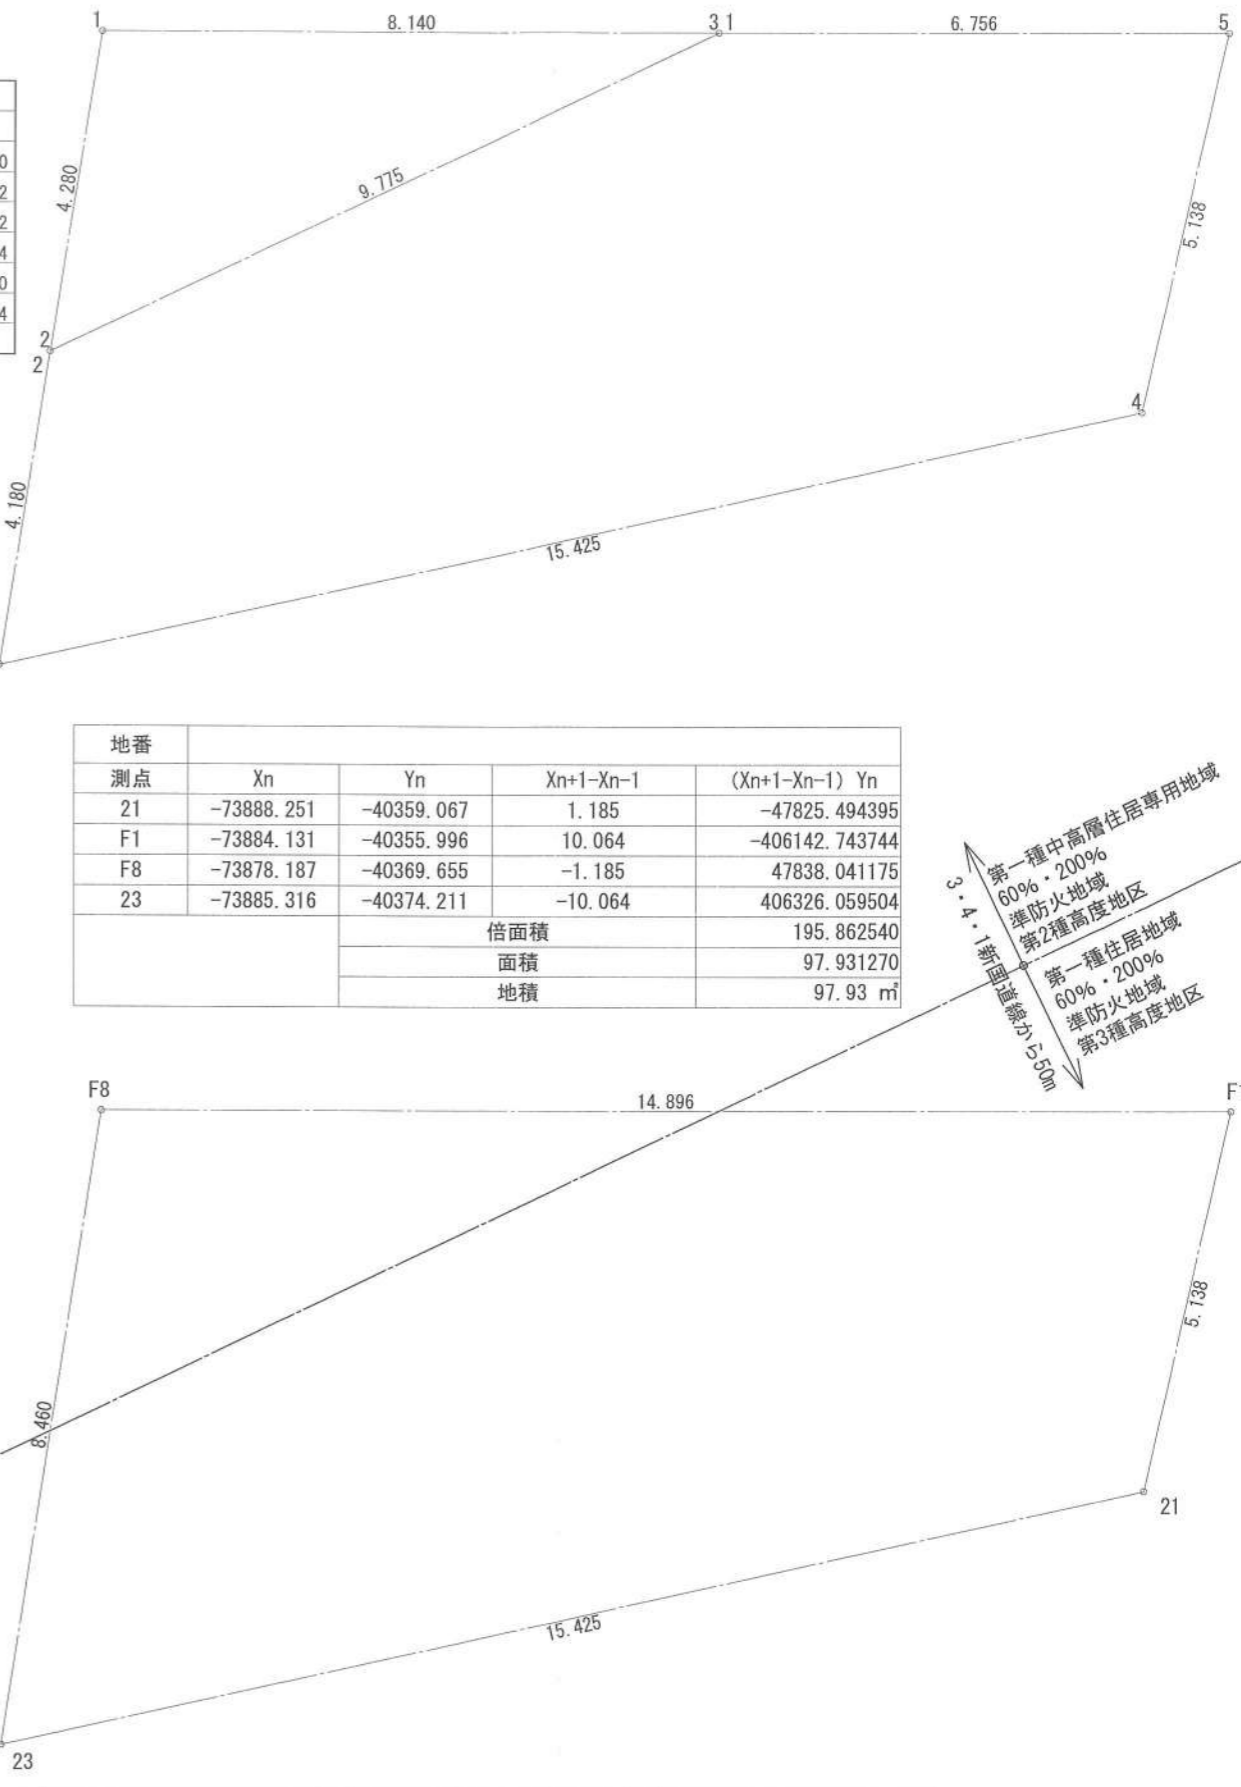 1
8.140
3 1
6.756
5
0
2
2
4
0
4
4.280
9.775
5.138
2
2
4
4.180
15.425
地番
測点 Xn Yn Xn+1-Xn-1 (Xn+1-Xn-1) Yn
21 -73888.251 -40359.067 1.185 -47825.494395
F1 -73884.131 -40355.996 10.064 -406142.743744
F8 -73878.187 -40369.655 -1.185 47838.041175
23 -73885.316 -40374.211 -10.064 406326.059504
倍面積 195.862540
面積 97.931270
地積 97.93 ㎡
第一種中高層住居専用地域
60%・200%
準防火地域
第2種高度地区
3・4・1新国道線から50m
第一種住居地域
60%・200%
準防火地域
第3種高度地区
F8
14.896
F1
8.460
5.138
21
15.425
23